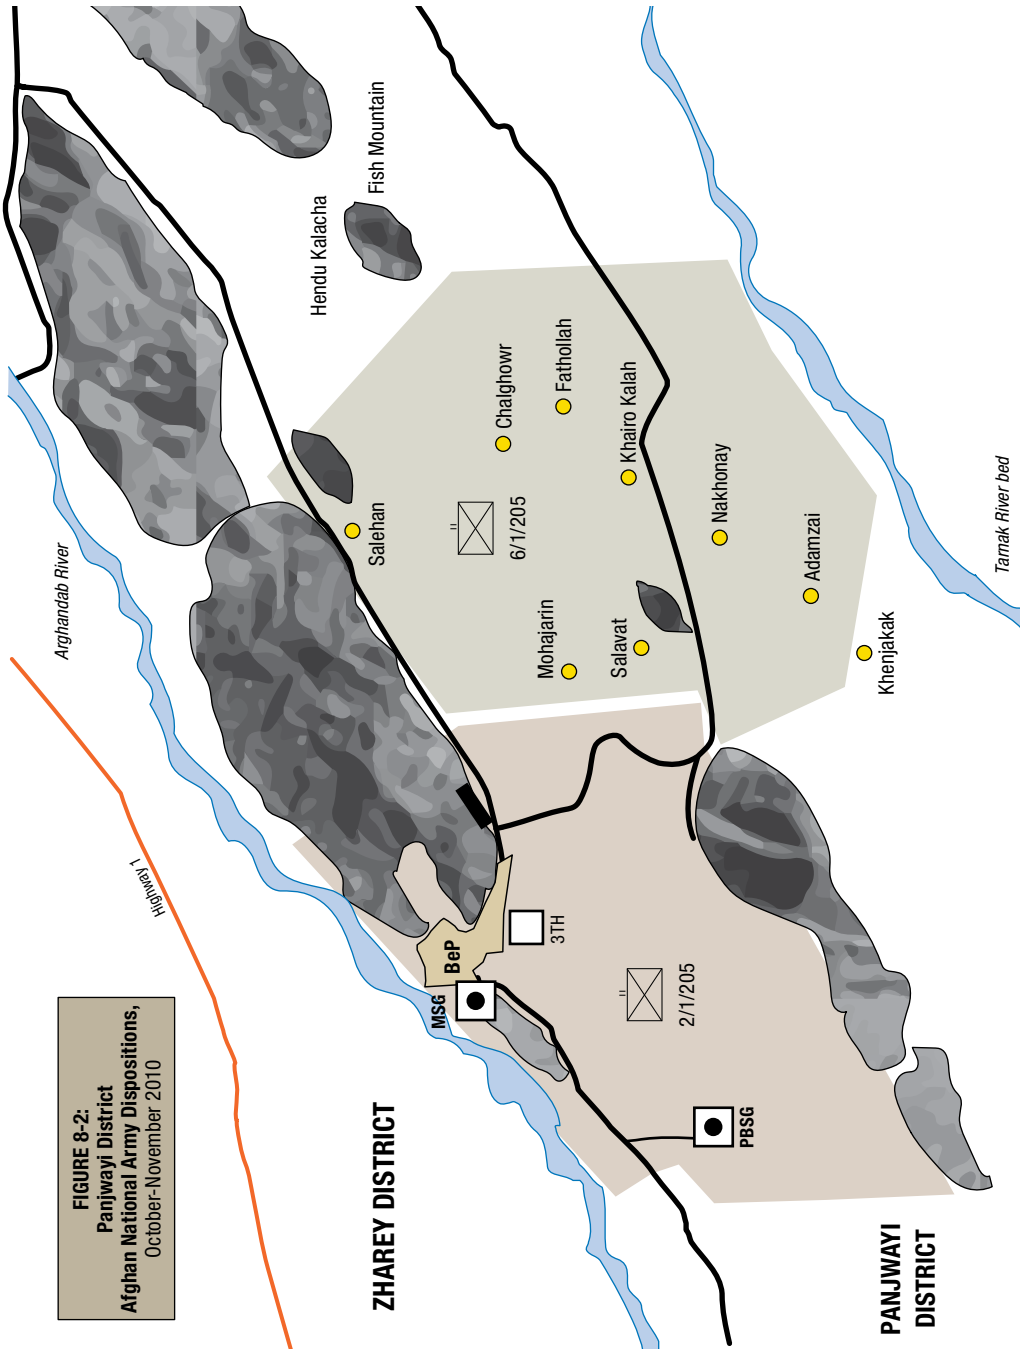 FIGURE 8-2:
Panjwayi District
Afghan National Army Dispositions,
October-November 2010
Highway 1
Arghandab River
Hendu Kalacha
Fish Mountain
ZHAREY DISTRICT
MSG
BeP
3TH
Salehan
Chalghowr
Fathollah
"
6/1/205
Khairo Kalah
Mohajarin
Salavat
Nakhonay
Adamzai
Khenjakak
"
2/1/205
PBSG
PANJWAYI
DISTRICT
Tarnak River bed